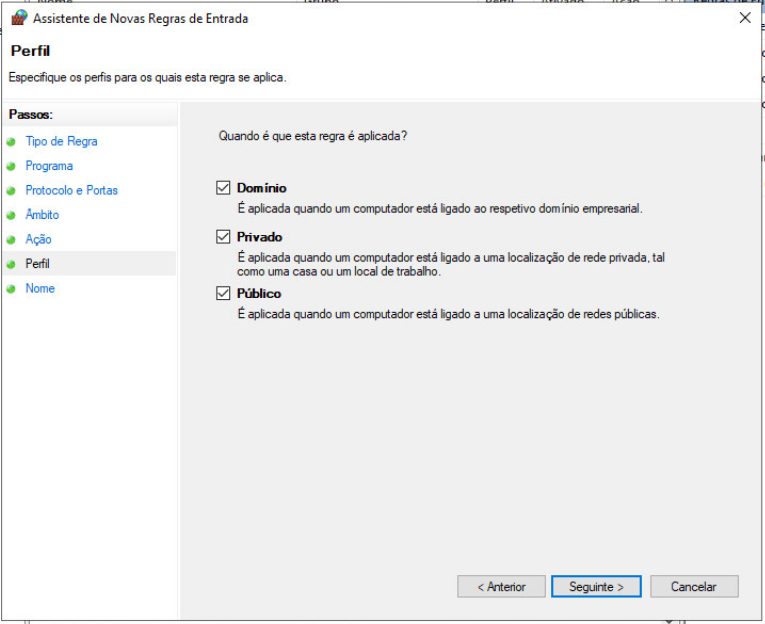 Assistente de Novas Regras de Entrada
Perfil
Especifique os perfis para os quais esta regra se aplica.
Passos:
Tipo de Regra
Programa
Protocolo e Portas
Âmbito
Ação
Perfil
Nome
Quando é que esta regra é aplicada?
Domínio
É aplicada quando um computador está ligado ao respetivo domínio empresarial.
Privado
É aplicada quando um computador está ligado a uma localização de rede privada, tal
como uma casa ou um local de trabalho.
Público
É aplicada quando um computador está ligado a uma localização de redes públicas.
< Anterior
Seguinte >
Cancelar